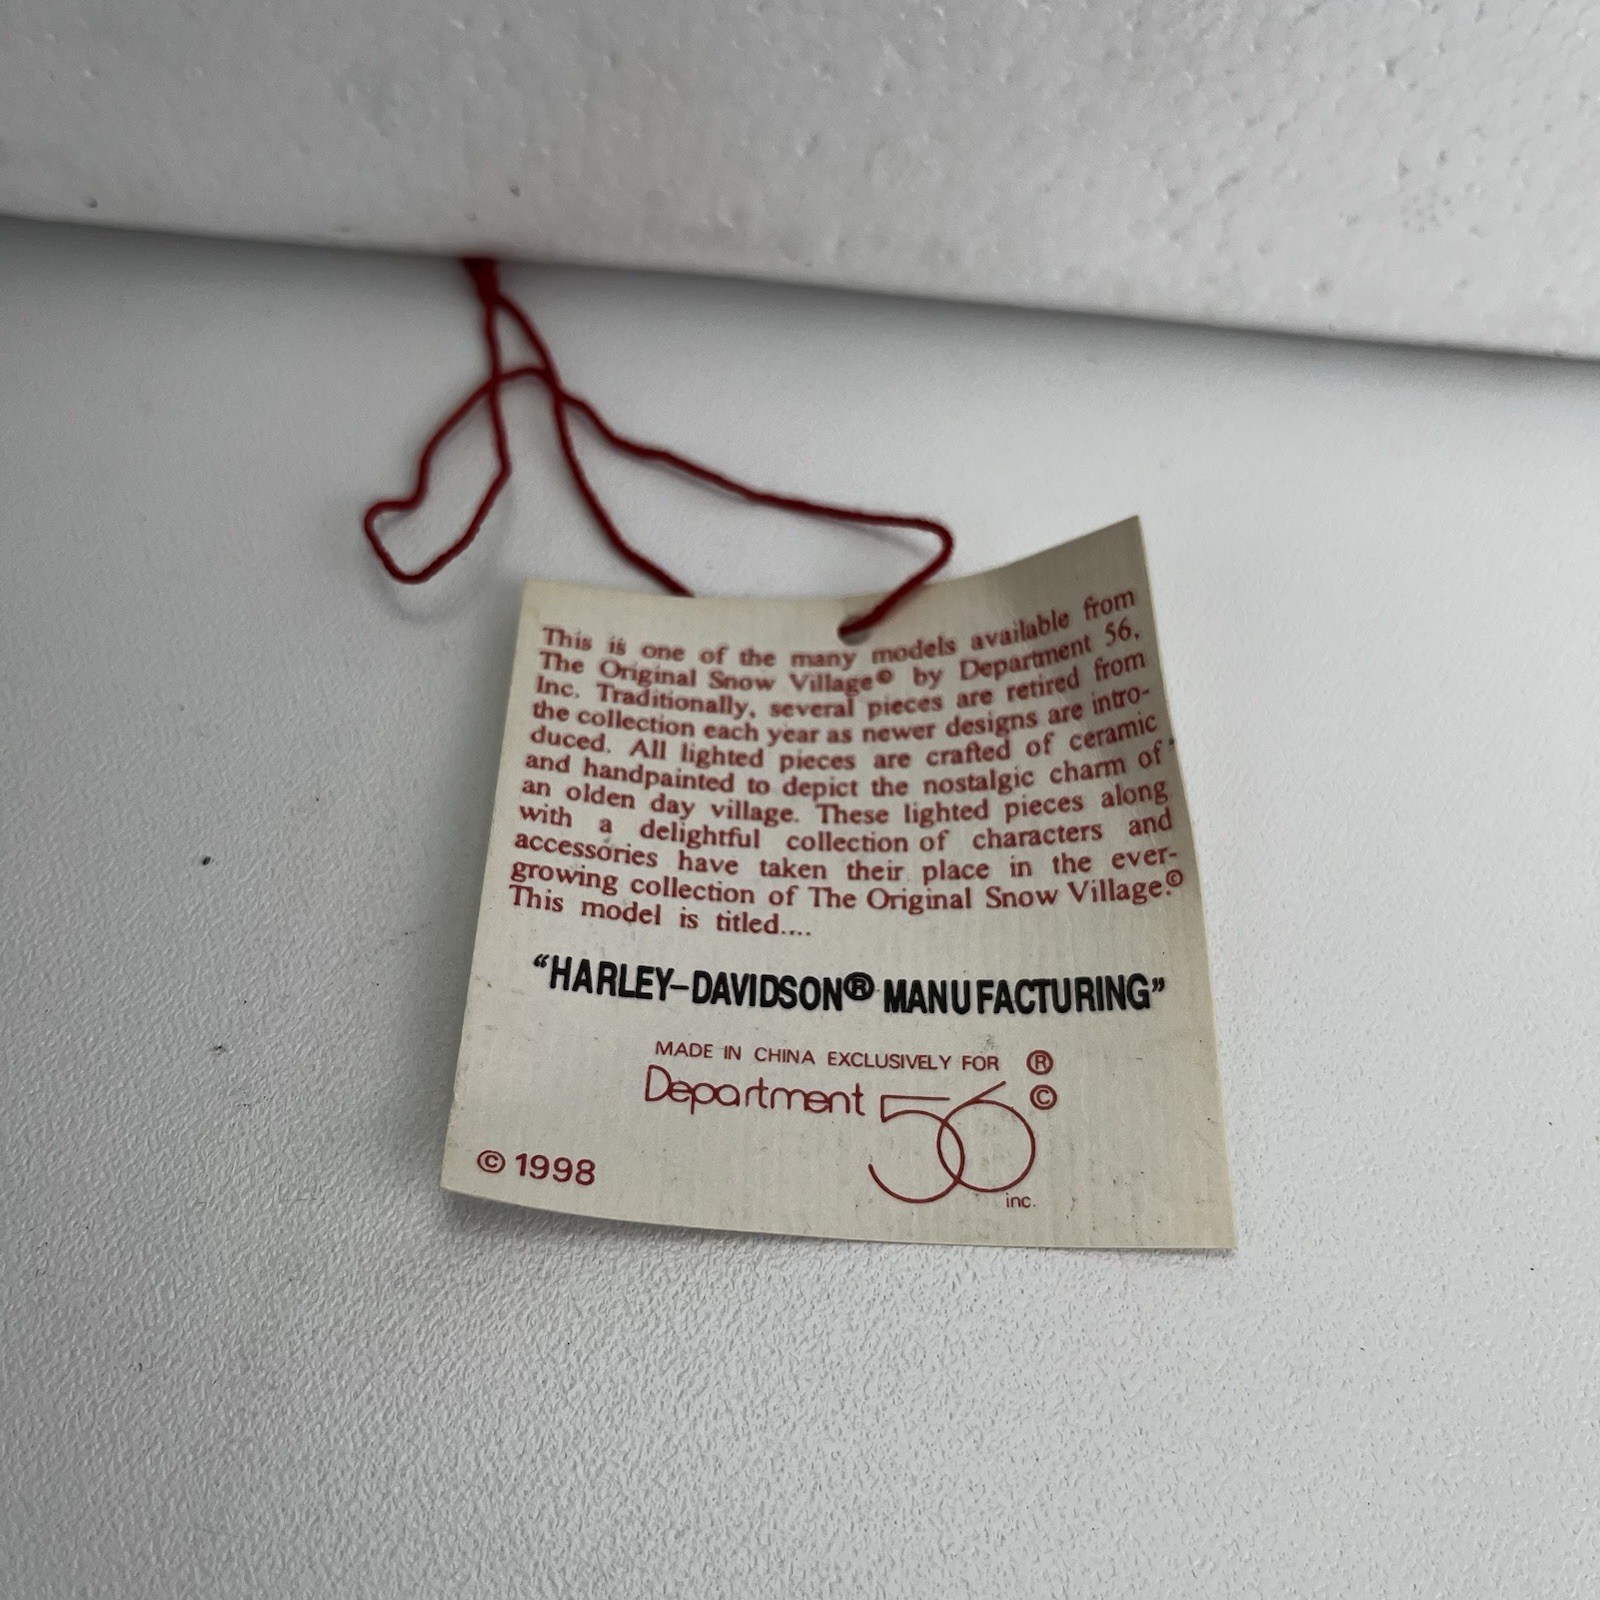 This is one of the many models available from
The Original Snow Village© by Department 56,
Inc. Traditionally, several pieces are retired from
the collection each year as newer designs are intro-
duced. All lighted pieces are crafted of ceramic
and handpainted to depict the nostalgic charm of
an olden day village. These lighted pieces along
with a delightful collection of characters and
accessories have taken their place in the ever-
growing collection of The Original Snow Village.©
This model is titled....
“HARLEY-DAVIDSON® MANUFACTURING”
MADE IN CHINA EXCLUSIVELY FOR ®
Department 56 ©
inc.
© 1998